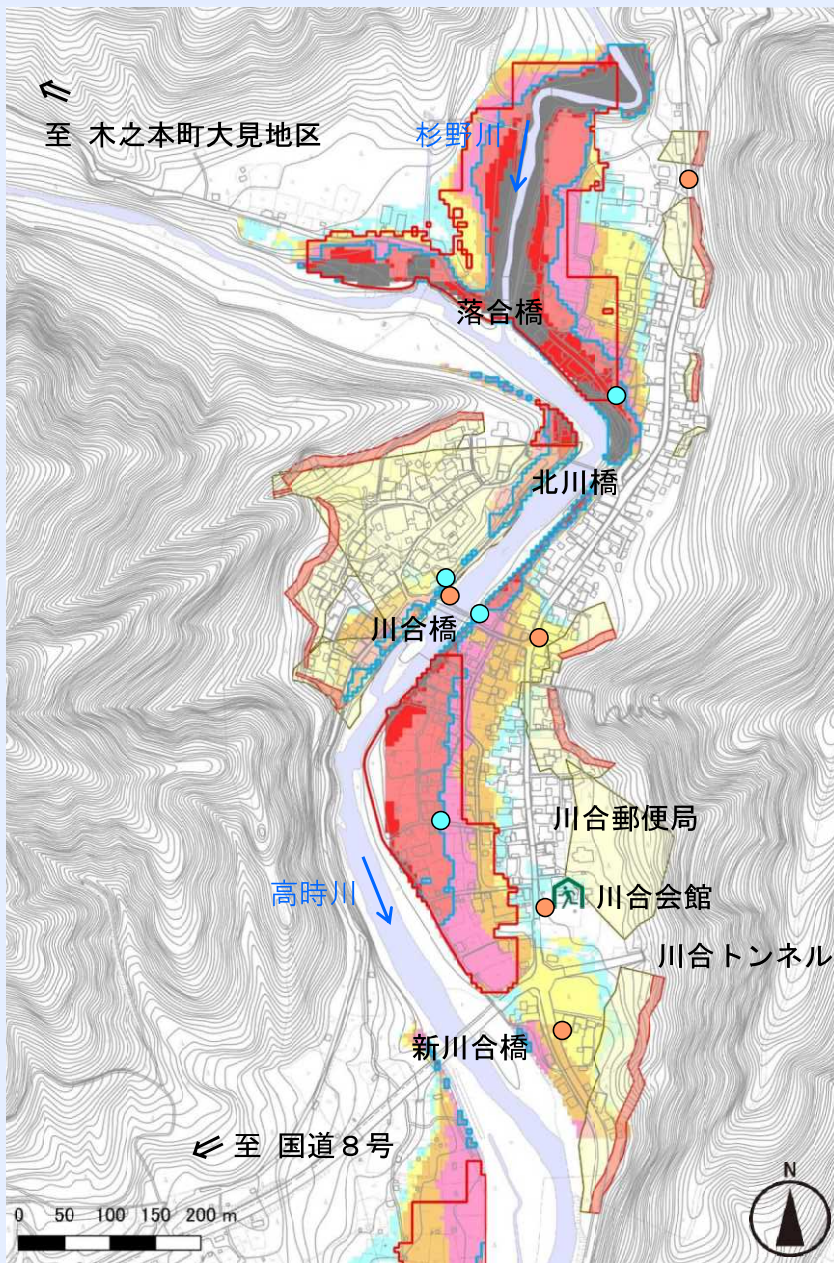 至 木之本町大見地区
杉野川
落合橋
北川橋
川合橋
川合郵便局
高時川
川合会館
川合トンネル
新川合橋
至 国道８号
0 50 100 150 200 m
N